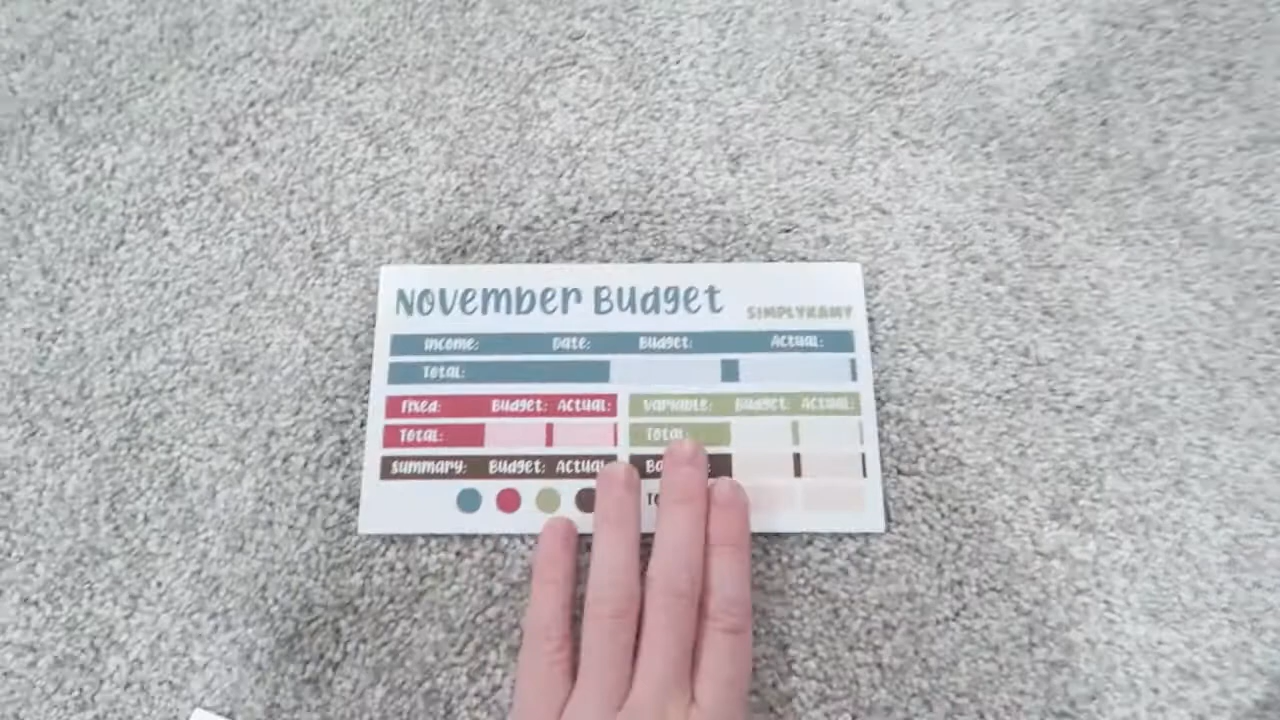 November Budget
SIMPLYKAMY
Income: Date: Budget: Actual:
Total:
Fixed: Budget: Actual: Variable: Budget: Actual:
Total: Total:
Summary: Budget: Actual